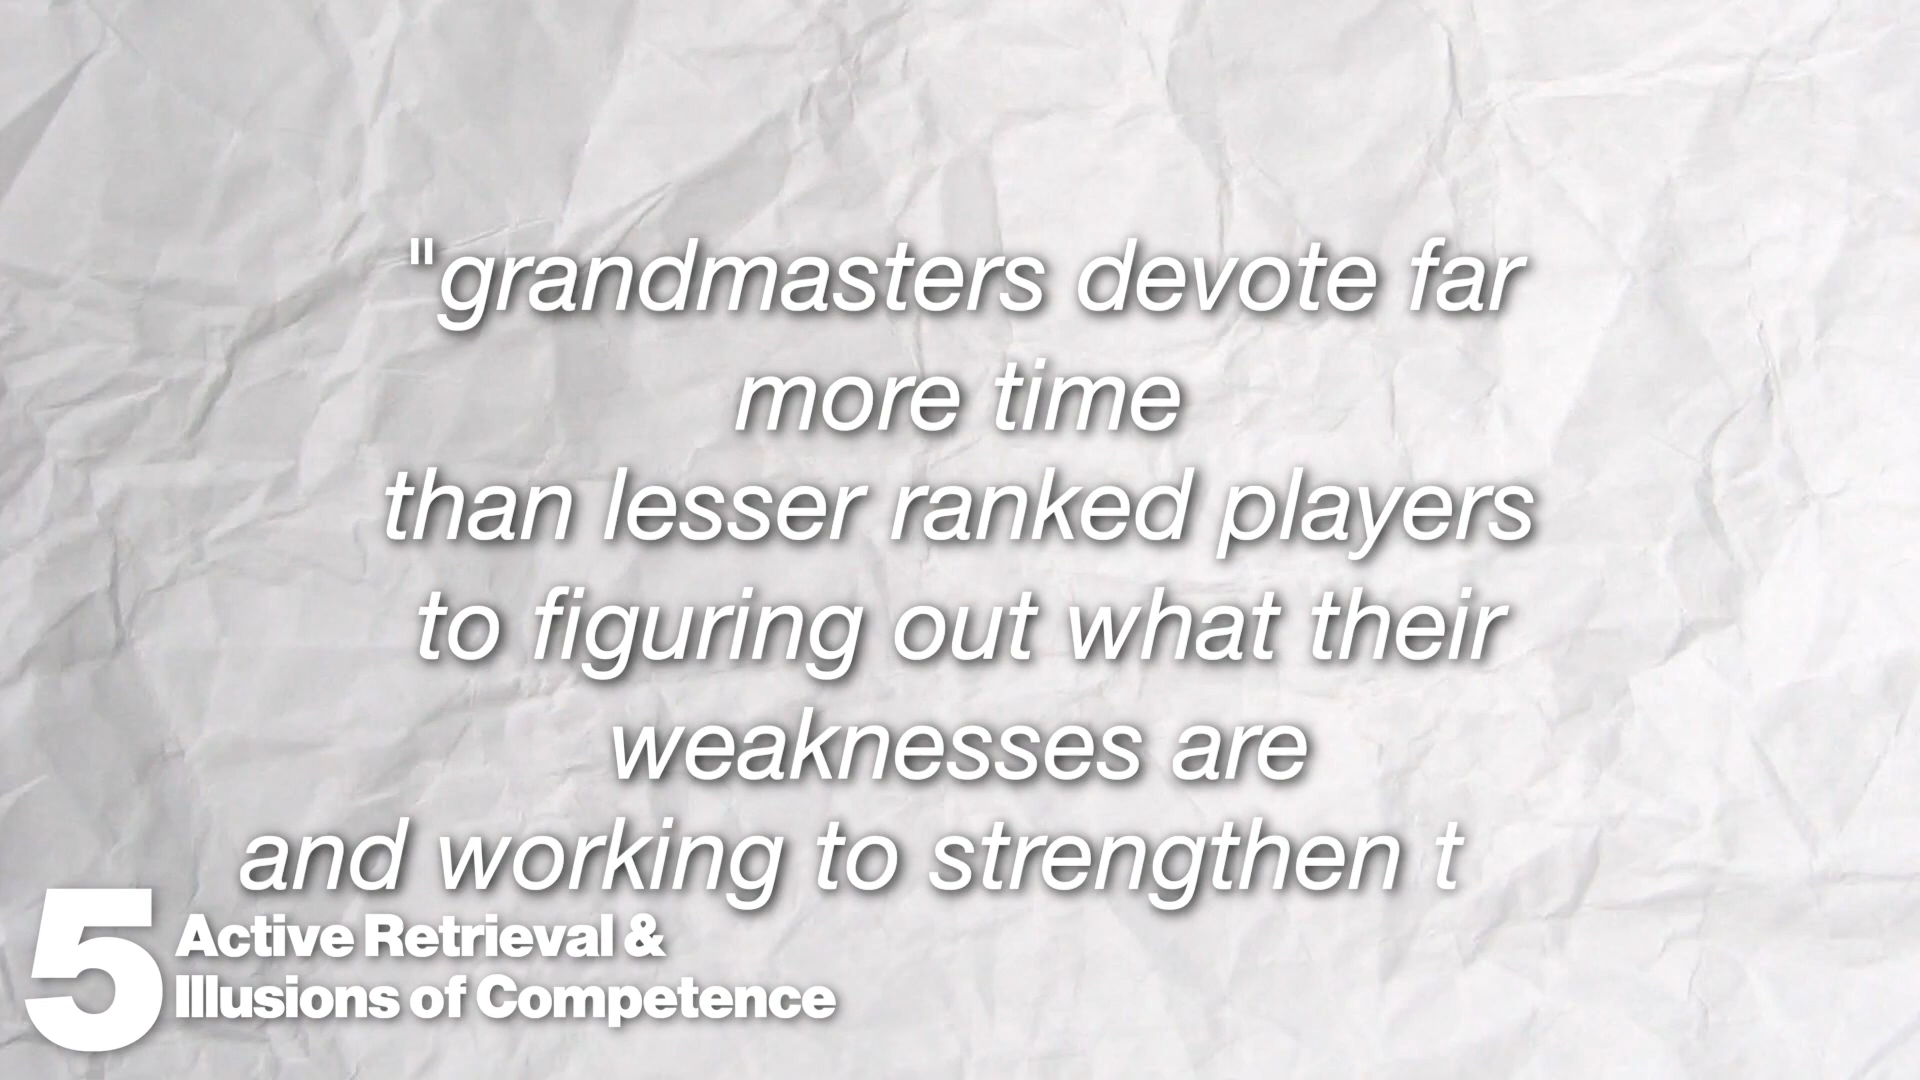 "grandmasters devote far
more time
than lesser ranked players
to figuring out what their
weaknesses are
and working to strengthen t
5
Active Retrieval &
Illusions of Competence